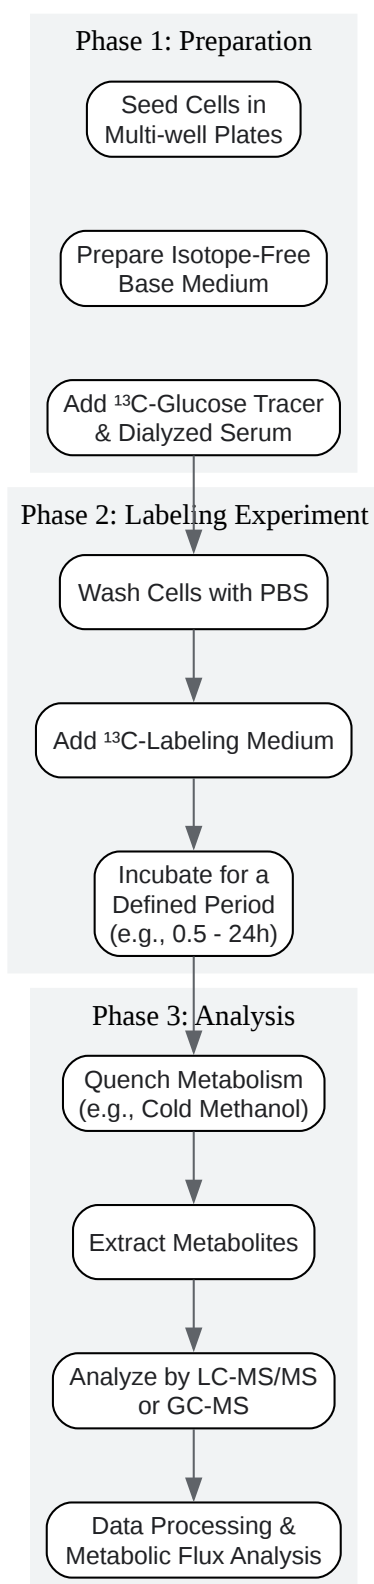 Phase 1: Preparation
Seed Cells in
Multi-well Plates
Prepare Isotope-Free
Base Medium
Add ¹³C-Glucose Tracer
& Dialyzed Serum
Phase 2: Labeling Experiment
Wash Cells with PBS
Add ¹³C-Labeling Medium
Incubate for a
Defined Period
(e.g., 0.5 - 24h)
Phase 3: Analysis
Quench Metabolism
(e.g., Cold Methanol)
Extract Metabolites
Analyze by LC-MS/MS
or GC-MS
Data Processing &
Metabolic Flux Analysis